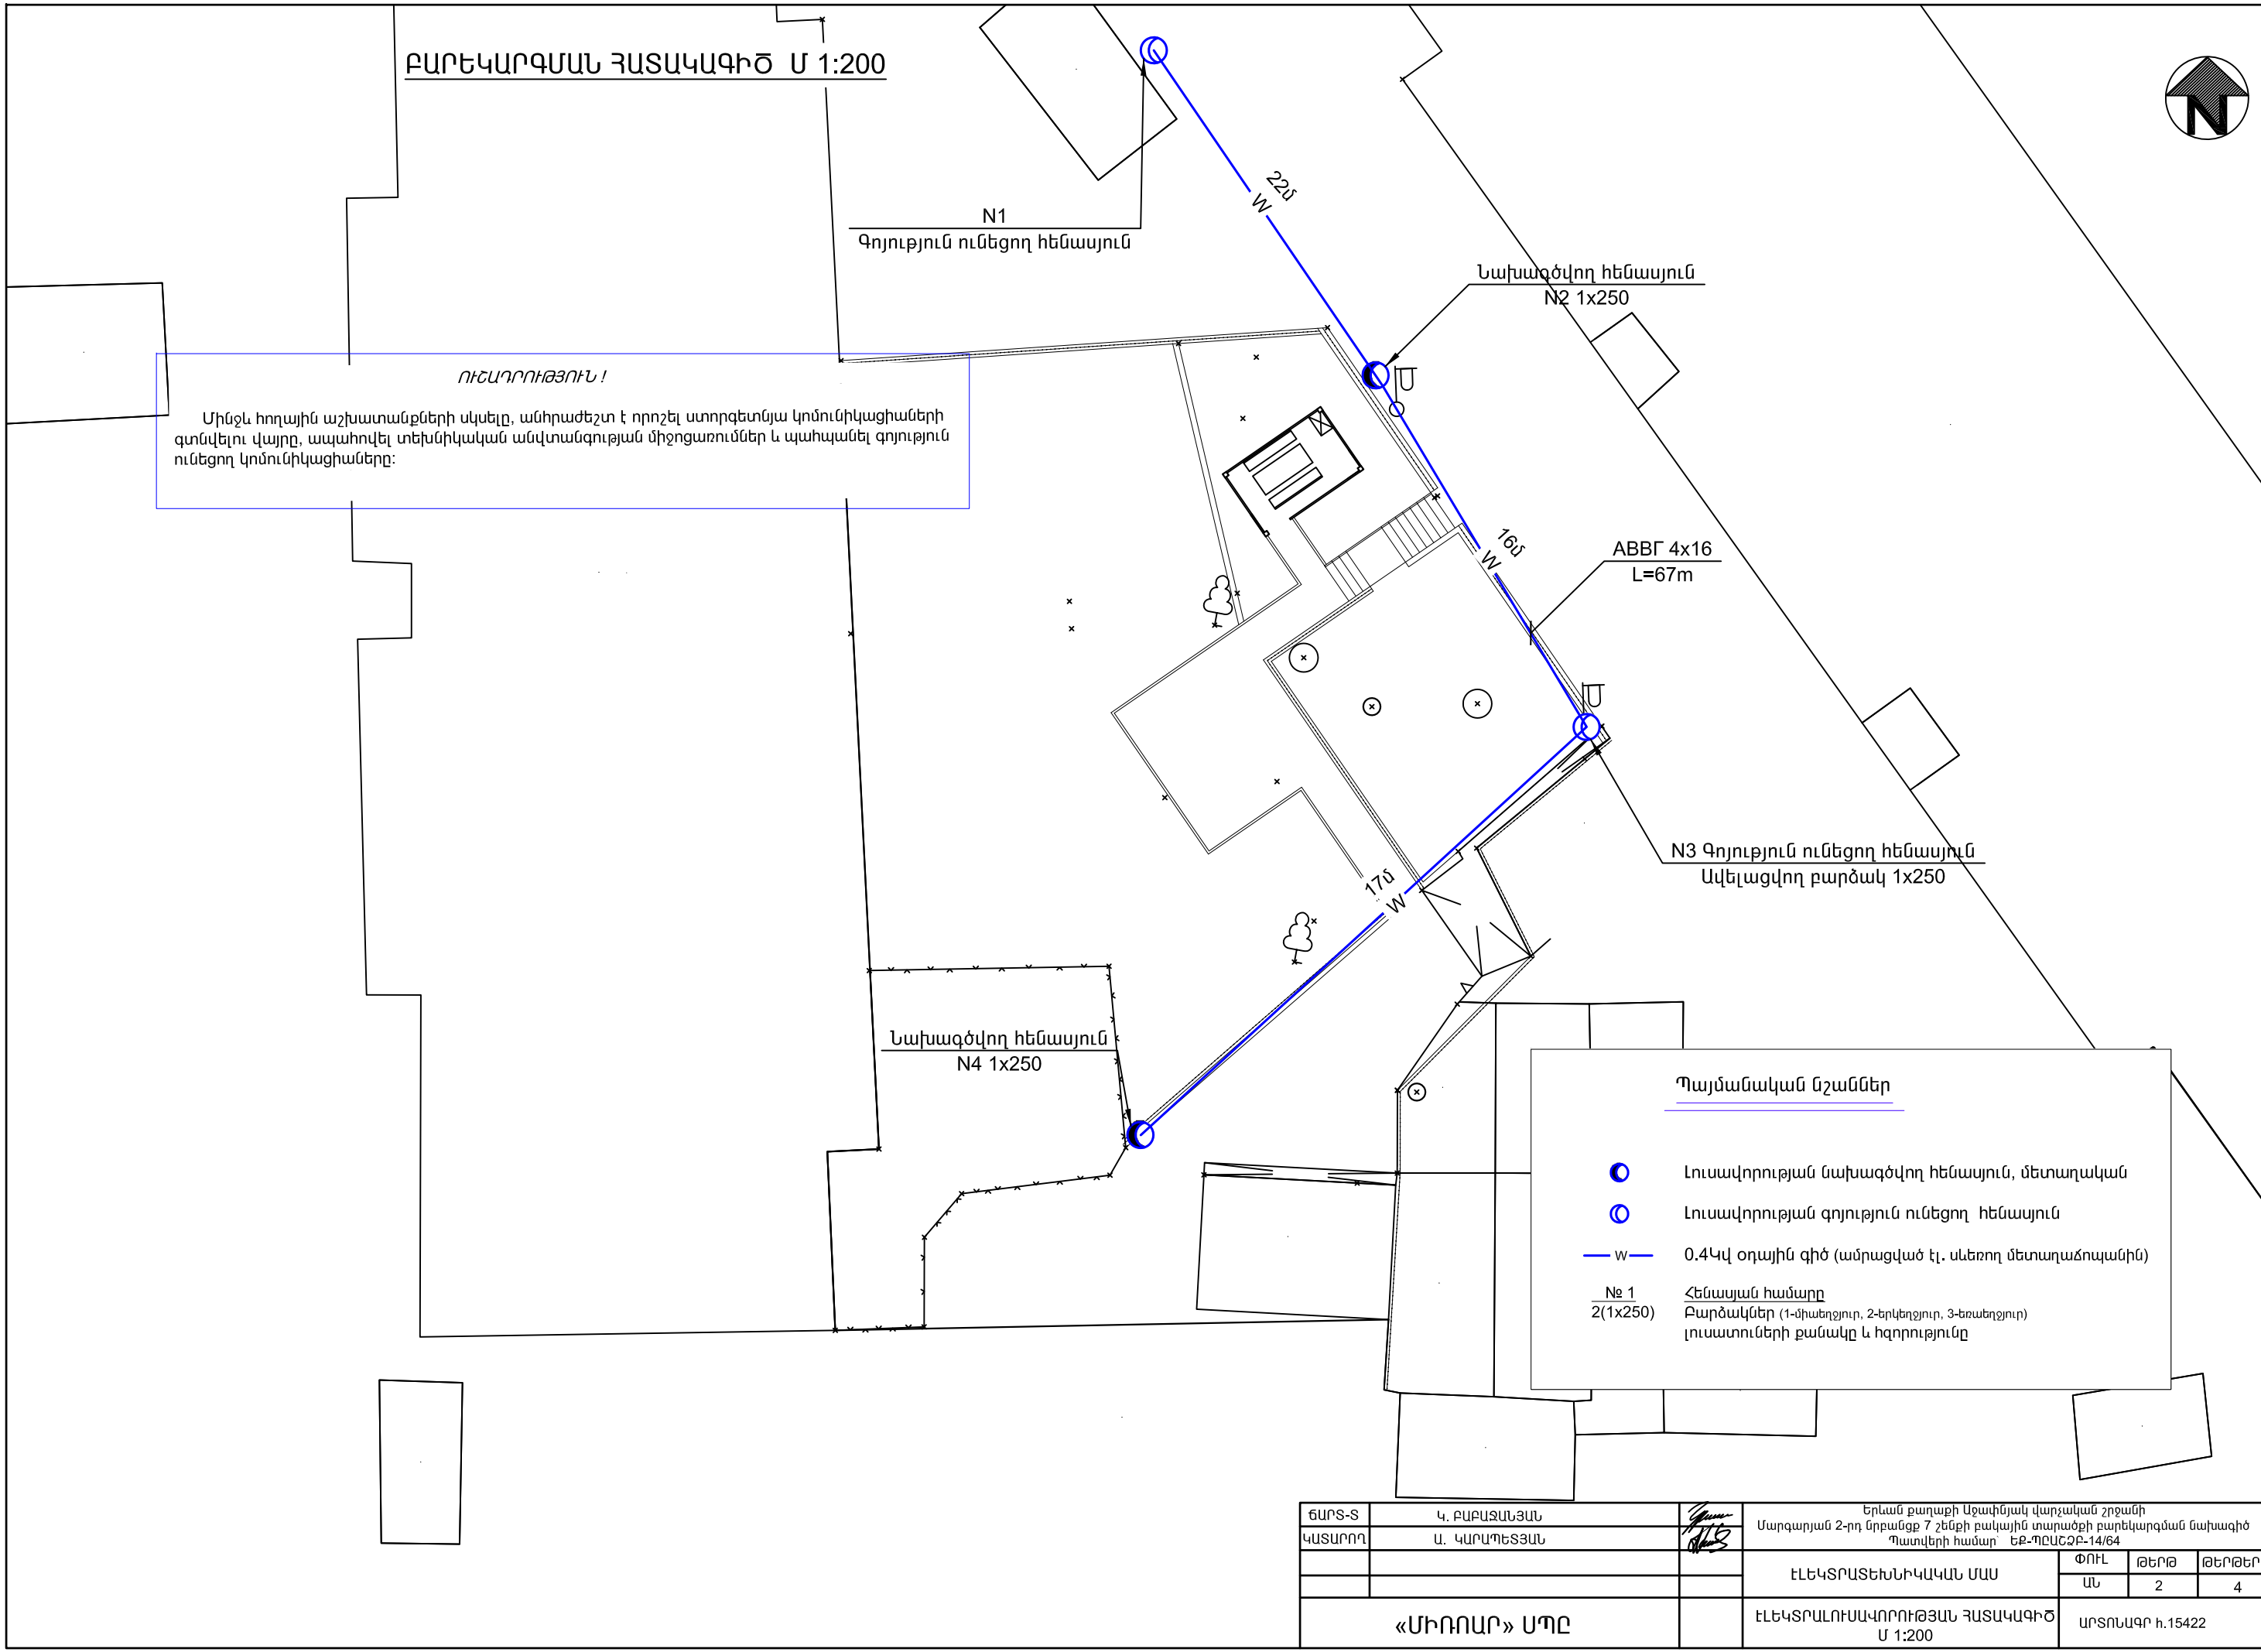 ԲԱՐԵԿԱՐԳՄԱՆ ՀԱՏԱԿԱԳԻԾ Մ 1:200
N
22մ
W
N1
Գոյություն ունեցող հենասյուն
Նախագծվող հենասյուն
N2 1x250
ՈՒՇԱԴՐՈՒԹՅՈՒՆ !
Մինչև հողային աշխատանքների սկսելը, անհրաժեշտ է որոշել ստորգետնյա կոմունիկացիաների
գտնվելու վայրը, ապահովել տեխնիկական անվտանգության միջոցառումներ և պահպանել գոյություն
ունեցող կոմունիկացիաները:
16մ
W
АВВГ 4x16
L=67m
N3 Գոյություն ունեցող հենասյուն
Ավելացվող բարձակ 1x250
17մ
W
Նախագծվող հենասյուն
N4 1x250
Պայմանական նշաններ
Լուսավորության նախագծվող հենասյուն, մետաղական
Լուսավորության գոյություն ունեցող հենասյուն
W 0.4Կվ օդային գիծ (ամրացված էլ. սևեռող մետաղաճոպանին)
№ 1 Հենասյան համարը
2(1x250) Բարձակներ (1-միաեղջյուր, 2-երկեղջյուր, 3-եռաեղջյուր)
լուսատուների քանակը և հզորությունը
ՃԱՐՏ-Տ Կ. ԲԱԲԱՋԱՆՅԱՆ
ԿԱՏԱՐՈՂ Ա. ԿԱՐԱՊԵՏՅԱՆ
Երևան քաղաքի Աջափնյակ վարչական շրջանի
Մարգարյան 2-րդ նրբանցք 7 շենքի բակային տարածքի բարեկարգման նախագիծ
Պատվերի համար՝ ԵՔ-ՊԸԱՇՁԲ-14/64
ԷԼԵԿՏՐԱՏԵԽՆԻԿԱԿԱՆ ՄԱՍ
ՓՈՒԼ ԹԵՐԹ ԹԵՐԹԵՐ
ԱՆ 2 4
«ՄԻՌՈԱՐ» ՍՊԸ
ԷԼԵԿՏՐԱԼՈՒՍԱՎՈՐՈՒԹՅԱՆ ՀԱՏԱԿԱԳԻԾ
Մ 1:200
ԱՐՏՈՆԱԳՐ հ.15422